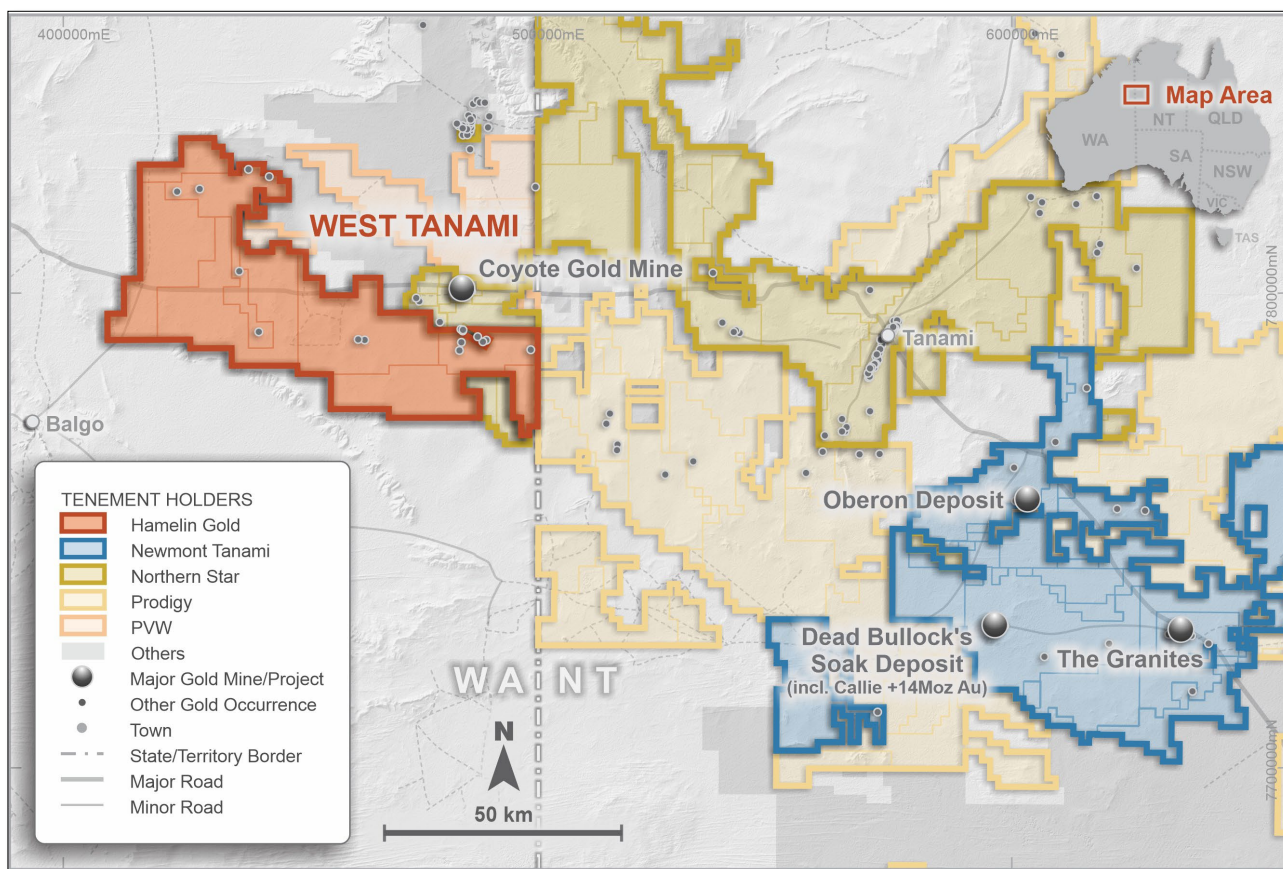 400000mE
500000mE
600000mE
Map Area
WA
NT
QLD
SA
NSW
VIC
TAS
WEST TANAMI
Coyote Gold Mine
7800000mN
Tanami
Balgo
Oberon Deposit
Dead Bullock's
Soak Deposit
(incl. Callie +14Moz Au)
The Granites
WA NT
N
50 km
7700000mN
TENEMENT HOLDERS
Hamelin Gold
Newmont Tanami
Northern Star
Prodigy
PVW
Others
Major Gold Mine/Project
Other Gold Occurrence
Town
State/Territory Border
Major Road
Minor Road